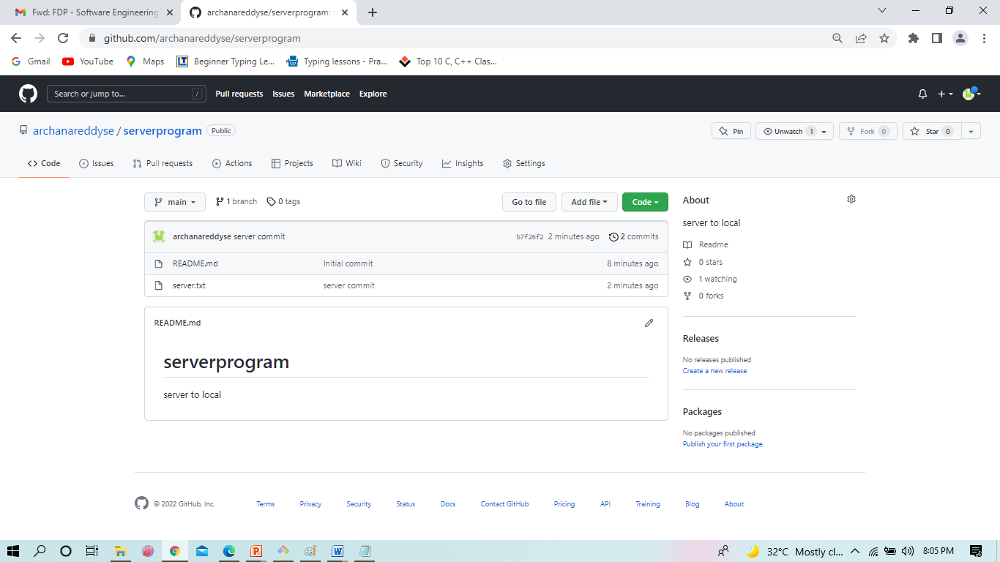 Fwd: FDP - Software Engineering
archanareddyse/serverprogram:
github.com/archanareddyse/serverprogram
Gmail YouTube Maps Beginner Typing Le... Typing lessons - Pra... Top 10 C, C++ Clas...
Search or jump to... / Pull requests Issues Marketplace Explore
archanareddyse / serverprogram Public Pin Unwatch 1 Fork 0 Star 0
Code Issues Pull requests Actions Projects Wiki Security Insights Settings
main 1 branch 0 tags Go to file Add file Code
archanareddyse server commit b7f26f2 2 minutes ago 2 commits
README.md Initial commit 8 minutes ago
server.txt server commit 2 minutes ago
README.md
serverprogram
server to local
About
server to local
Readme
0 stars
1 watching
0 forks
Releases
No releases published
Create a new release
Packages
No packages published
Publish your first package
© 2022 GitHub, Inc. Terms Privacy Security Status Docs Contact GitHub Pricing API Training Blog About
32°C Mostly cl... 8:05 PM